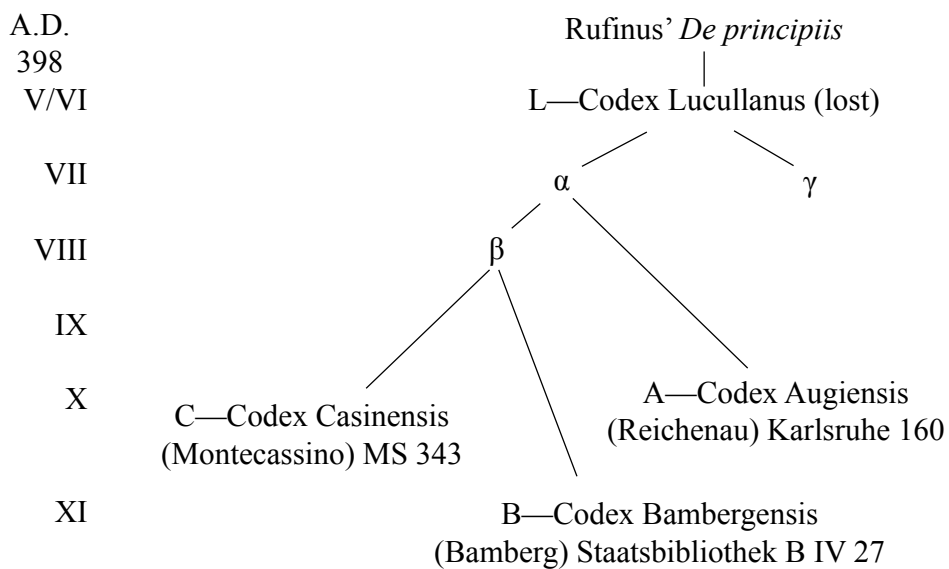 A.D.
398
Rufinus’ De principiis
V/VI
L—Codex Lucullanus (lost)
VII
α
γ
VIII
β
IX
X
C—Codex Casinensis
(Montecassino) MS 343
A—Codex Augiensis
(Reichenau) Karlsruhe 160
XI
B—Codex Bambergensis
(Bamberg) Staatsbibliothek B IV 27